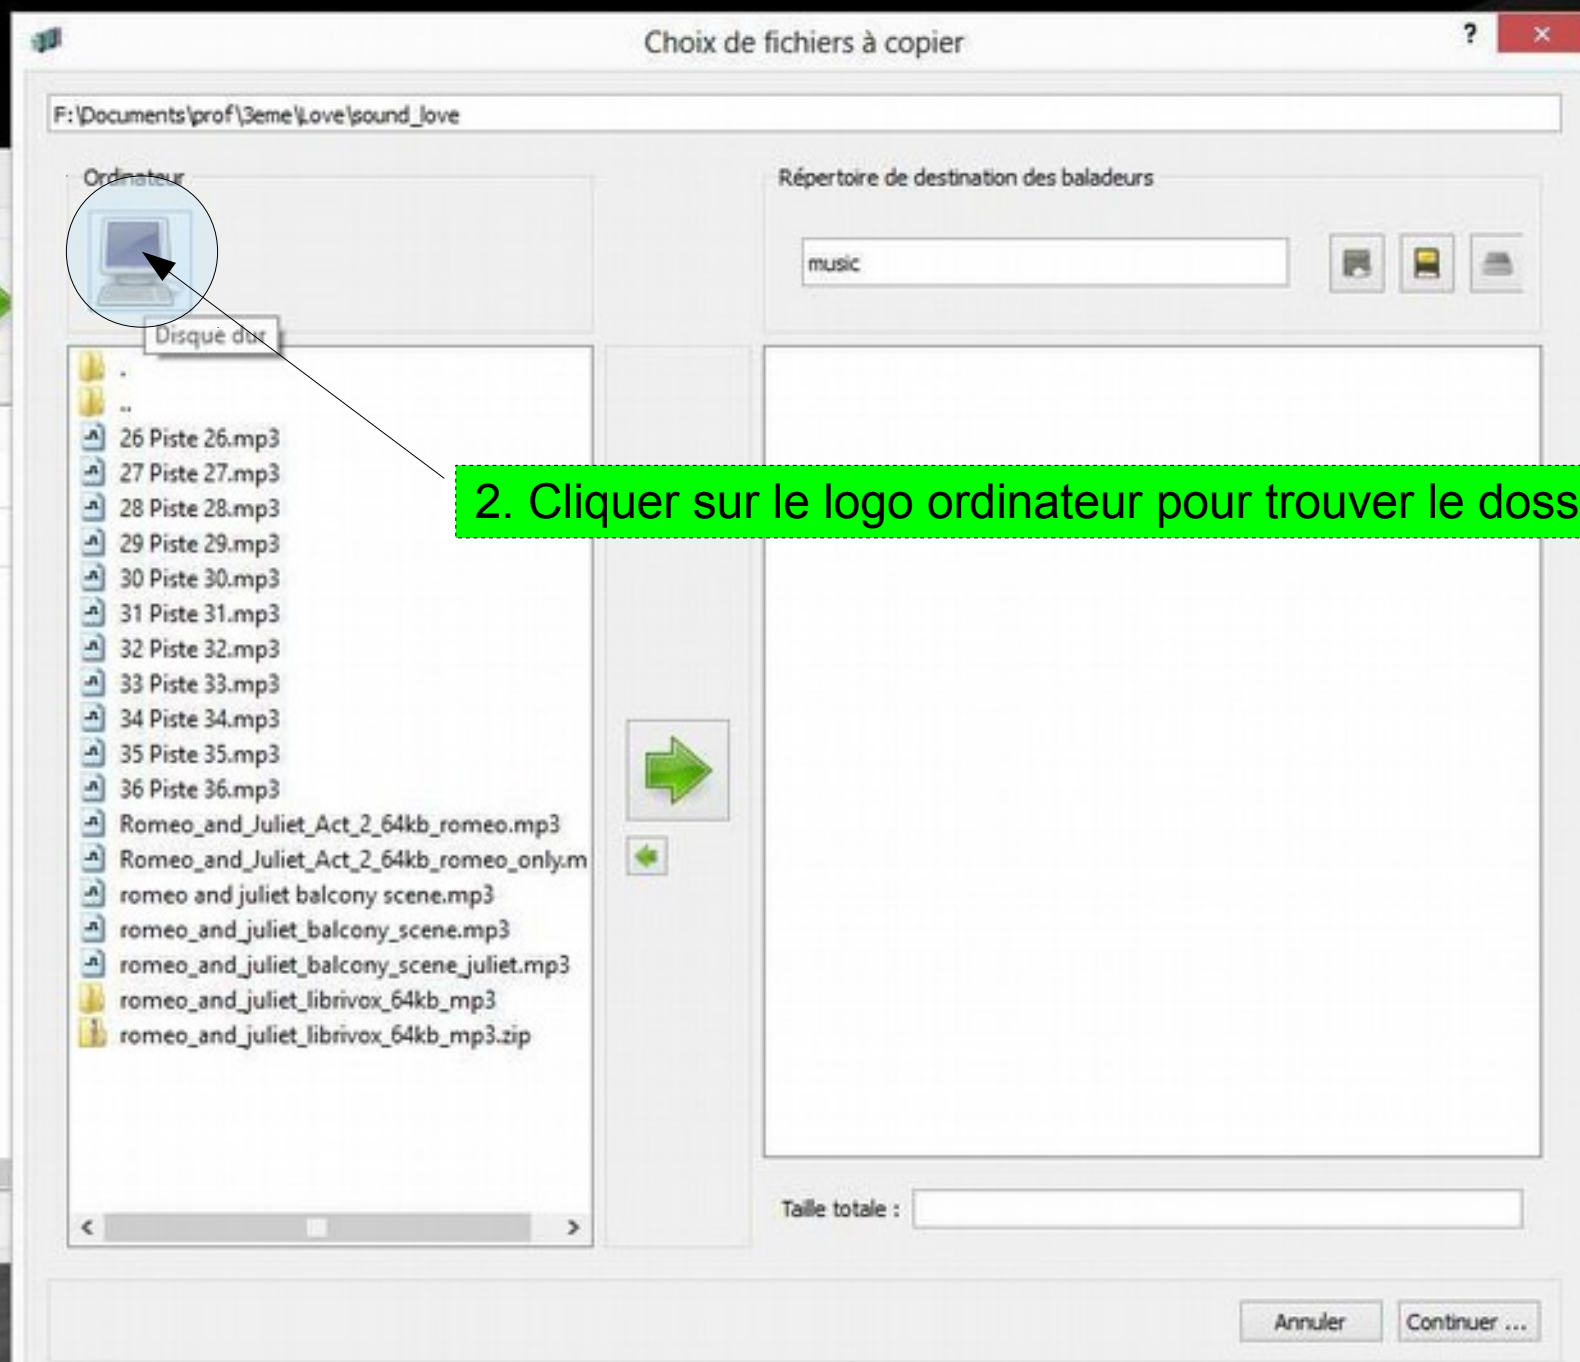 Choix de fichiers à copier
?
F:\Documents\prof\3eme\Love\sound_love
Ordinateur
Répertoire de destination des baladeurs
music
Disque dur
.
..
26 Piste 26.mp3
27 Piste 27.mp3
2. Cliquer sur le logo ordinateur pour trouver le doss
28 Piste 28.mp3
29 Piste 29.mp3
30 Piste 30.mp3
31 Piste 31.mp3
32 Piste 32.mp3
33 Piste 33.mp3
34 Piste 34.mp3
35 Piste 35.mp3
36 Piste 36.mp3
Romeo_and_Juliet_Act_2_64kb_romeo.mp3
Romeo_and_Juliet_Act_2_64kb_romeo_only.m
romeo and juliet balcony scene.mp3
romeo_and_juliet_balcony_scene.mp3
romeo_and_juliet_balcony_scene_juliet.mp3
romeo_and_juliet_librivox_64kb_mp3
romeo_and_juliet_librivox_64kb_mp3.zip
Taille totale :
Annuler
Continuer ...